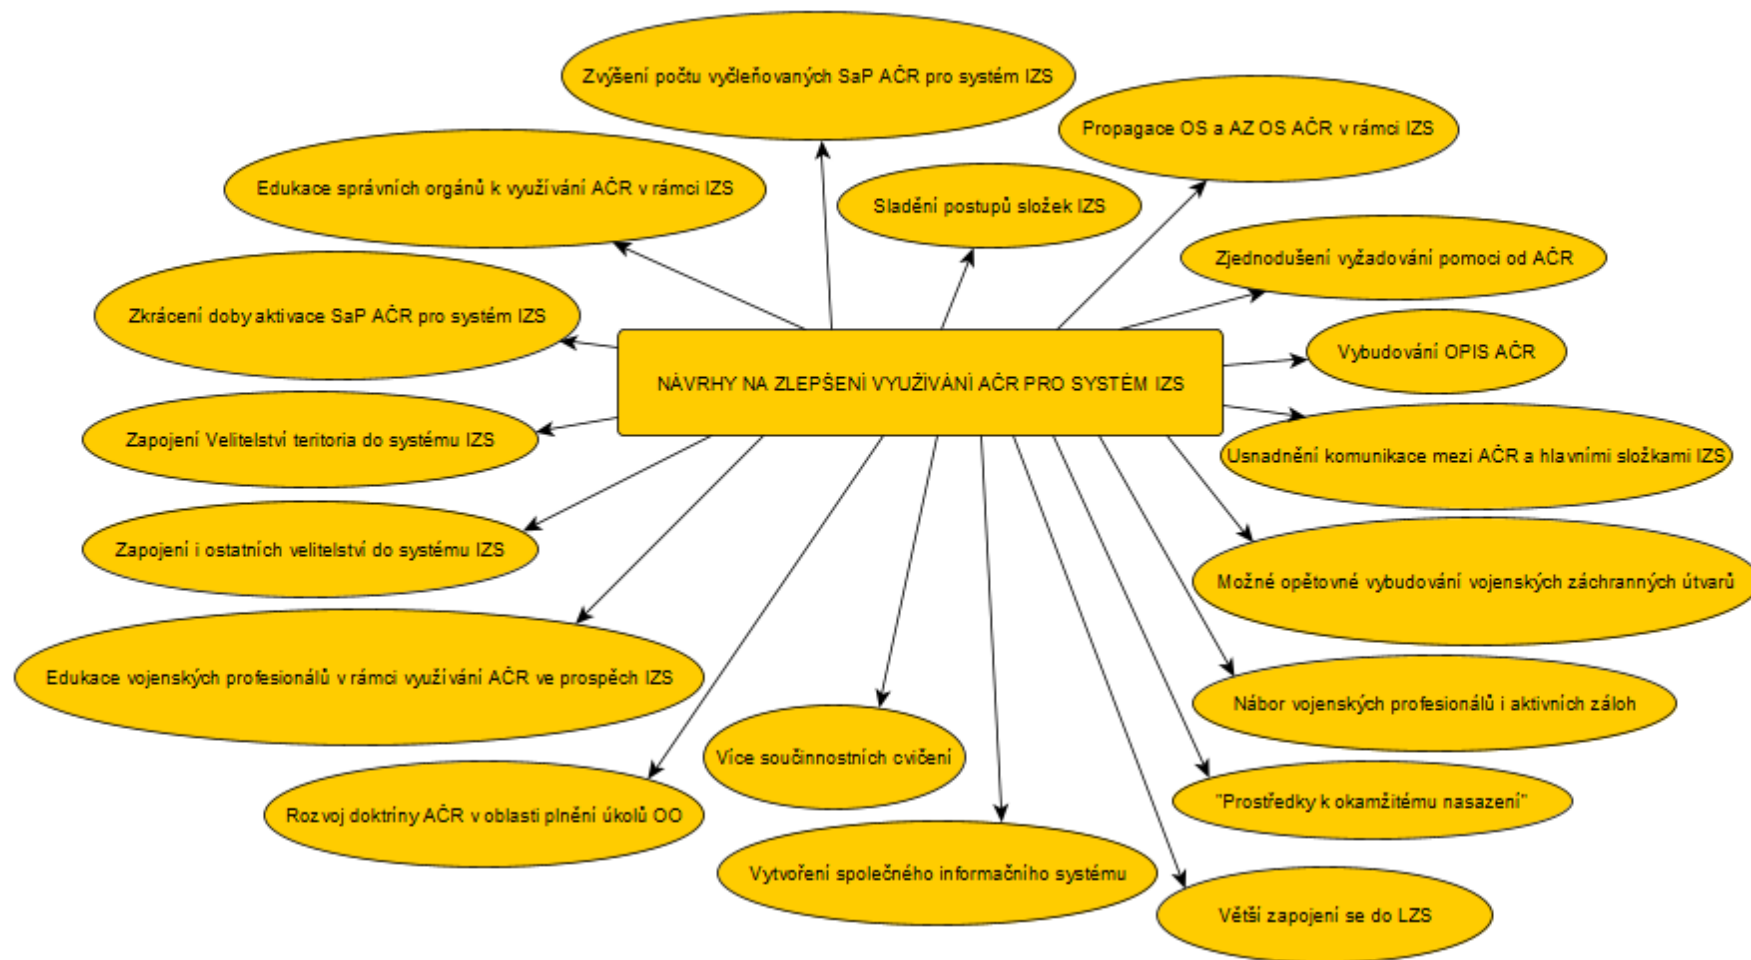 Zvýšení počtu vyčleňovaných SaP AČR pro systém IZS
Propagace OS a AZ OS AČR v rámci IZS
Edukace správních orgánů k využívání AČR v rámci IZS
Sladění postupů složek IZS
Zjednodušení vyžadování pomoci od AČR
Zkrácení doby aktivace SaP AČR pro systém IZS
Vybudování OPIS AČR
NÁVRHY NA ZLEPŠENÍ VYUŽÍVÁNÍ AČR PRO SYSTÉM IZS
Zapojení Velitelství teritoria do systému IZS
Usnadnění komunikace mezi AČR a hlavními složkami IZS
Zapojení i ostatních velitelství do systému IZS
Možné opětovné vybudování vojenských záchranných útvarů
Edukace vojenských profesionálů v rámci využívání AČR ve prospěch IZS
Nábor vojenských profesionálů i aktivních záloh
Více součinnostních cvičení
"Prostředky k okamžitému nasazení"
Rozvoj doktríny AČR v oblasti plnění úkolů OO
Vytvoření společného informačního systému
Větší zapojení se do LZS